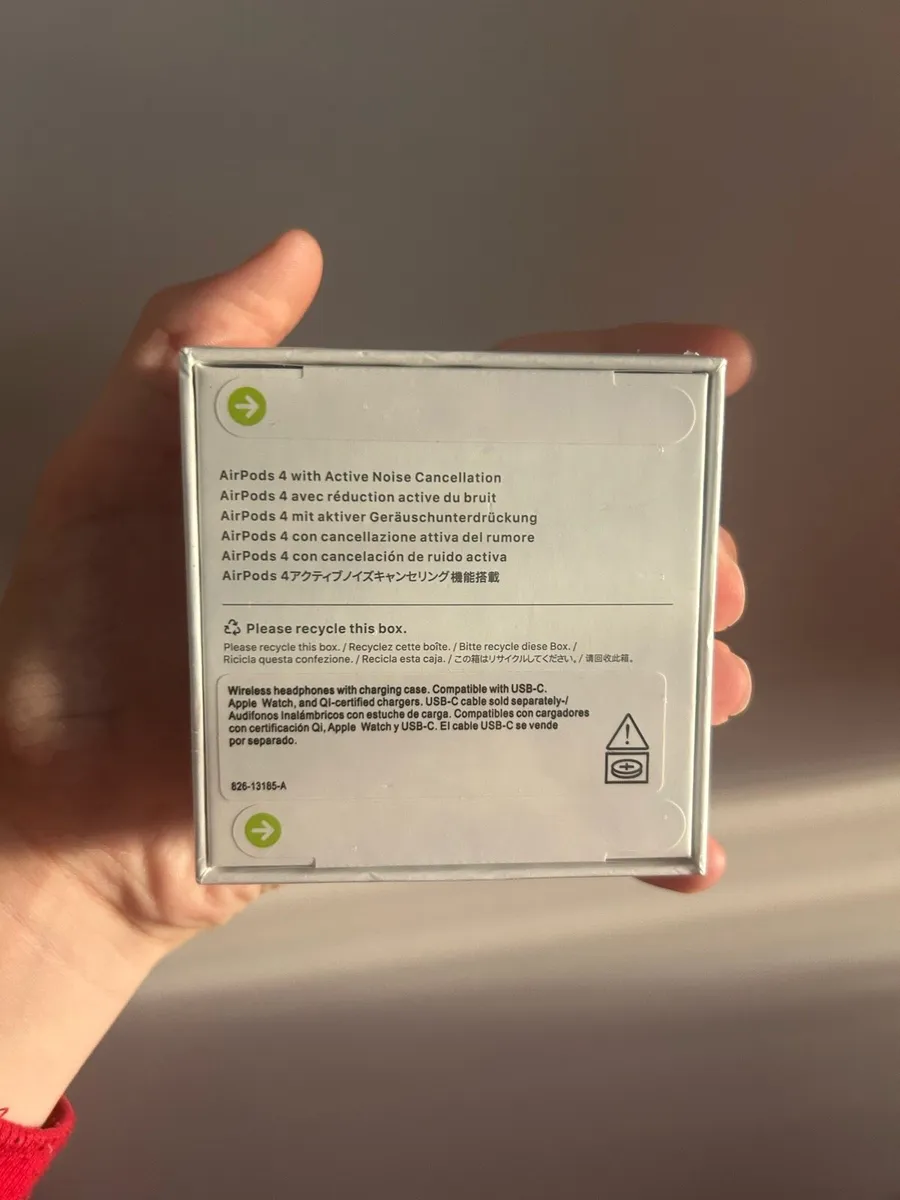 AirPods 4 with Active Noise Cancellation
AirPods 4 avec réduction active du bruit
AirPods 4 mit aktiver Geräuschunterdrückung
AirPods 4 con cancellazione attiva del rumore
AirPods 4 con cancelación de ruido activa
AirPods 4アクティブノイズキャンセリング機能搭載
Please recycle this box.
Please recycle this box. / Recyclez cette boîte. / Bitte recycle diese Box. /
Ricicla questa confezione. / Recicla esta caja. / この箱はリサイクルしてください。/ 请回收此箱。
Wireless headphones with charging case. Compatible with USB-C.
Apple Watch, and QI-certified chargers. USB-C cable sold separately-/
Audifonos Inalámbricos con estuche de carga. Compatibles con cargadores
con certificación Qi, Apple Watch y USB-C. El cable USB-C se vende
por separado.
826-13185-A